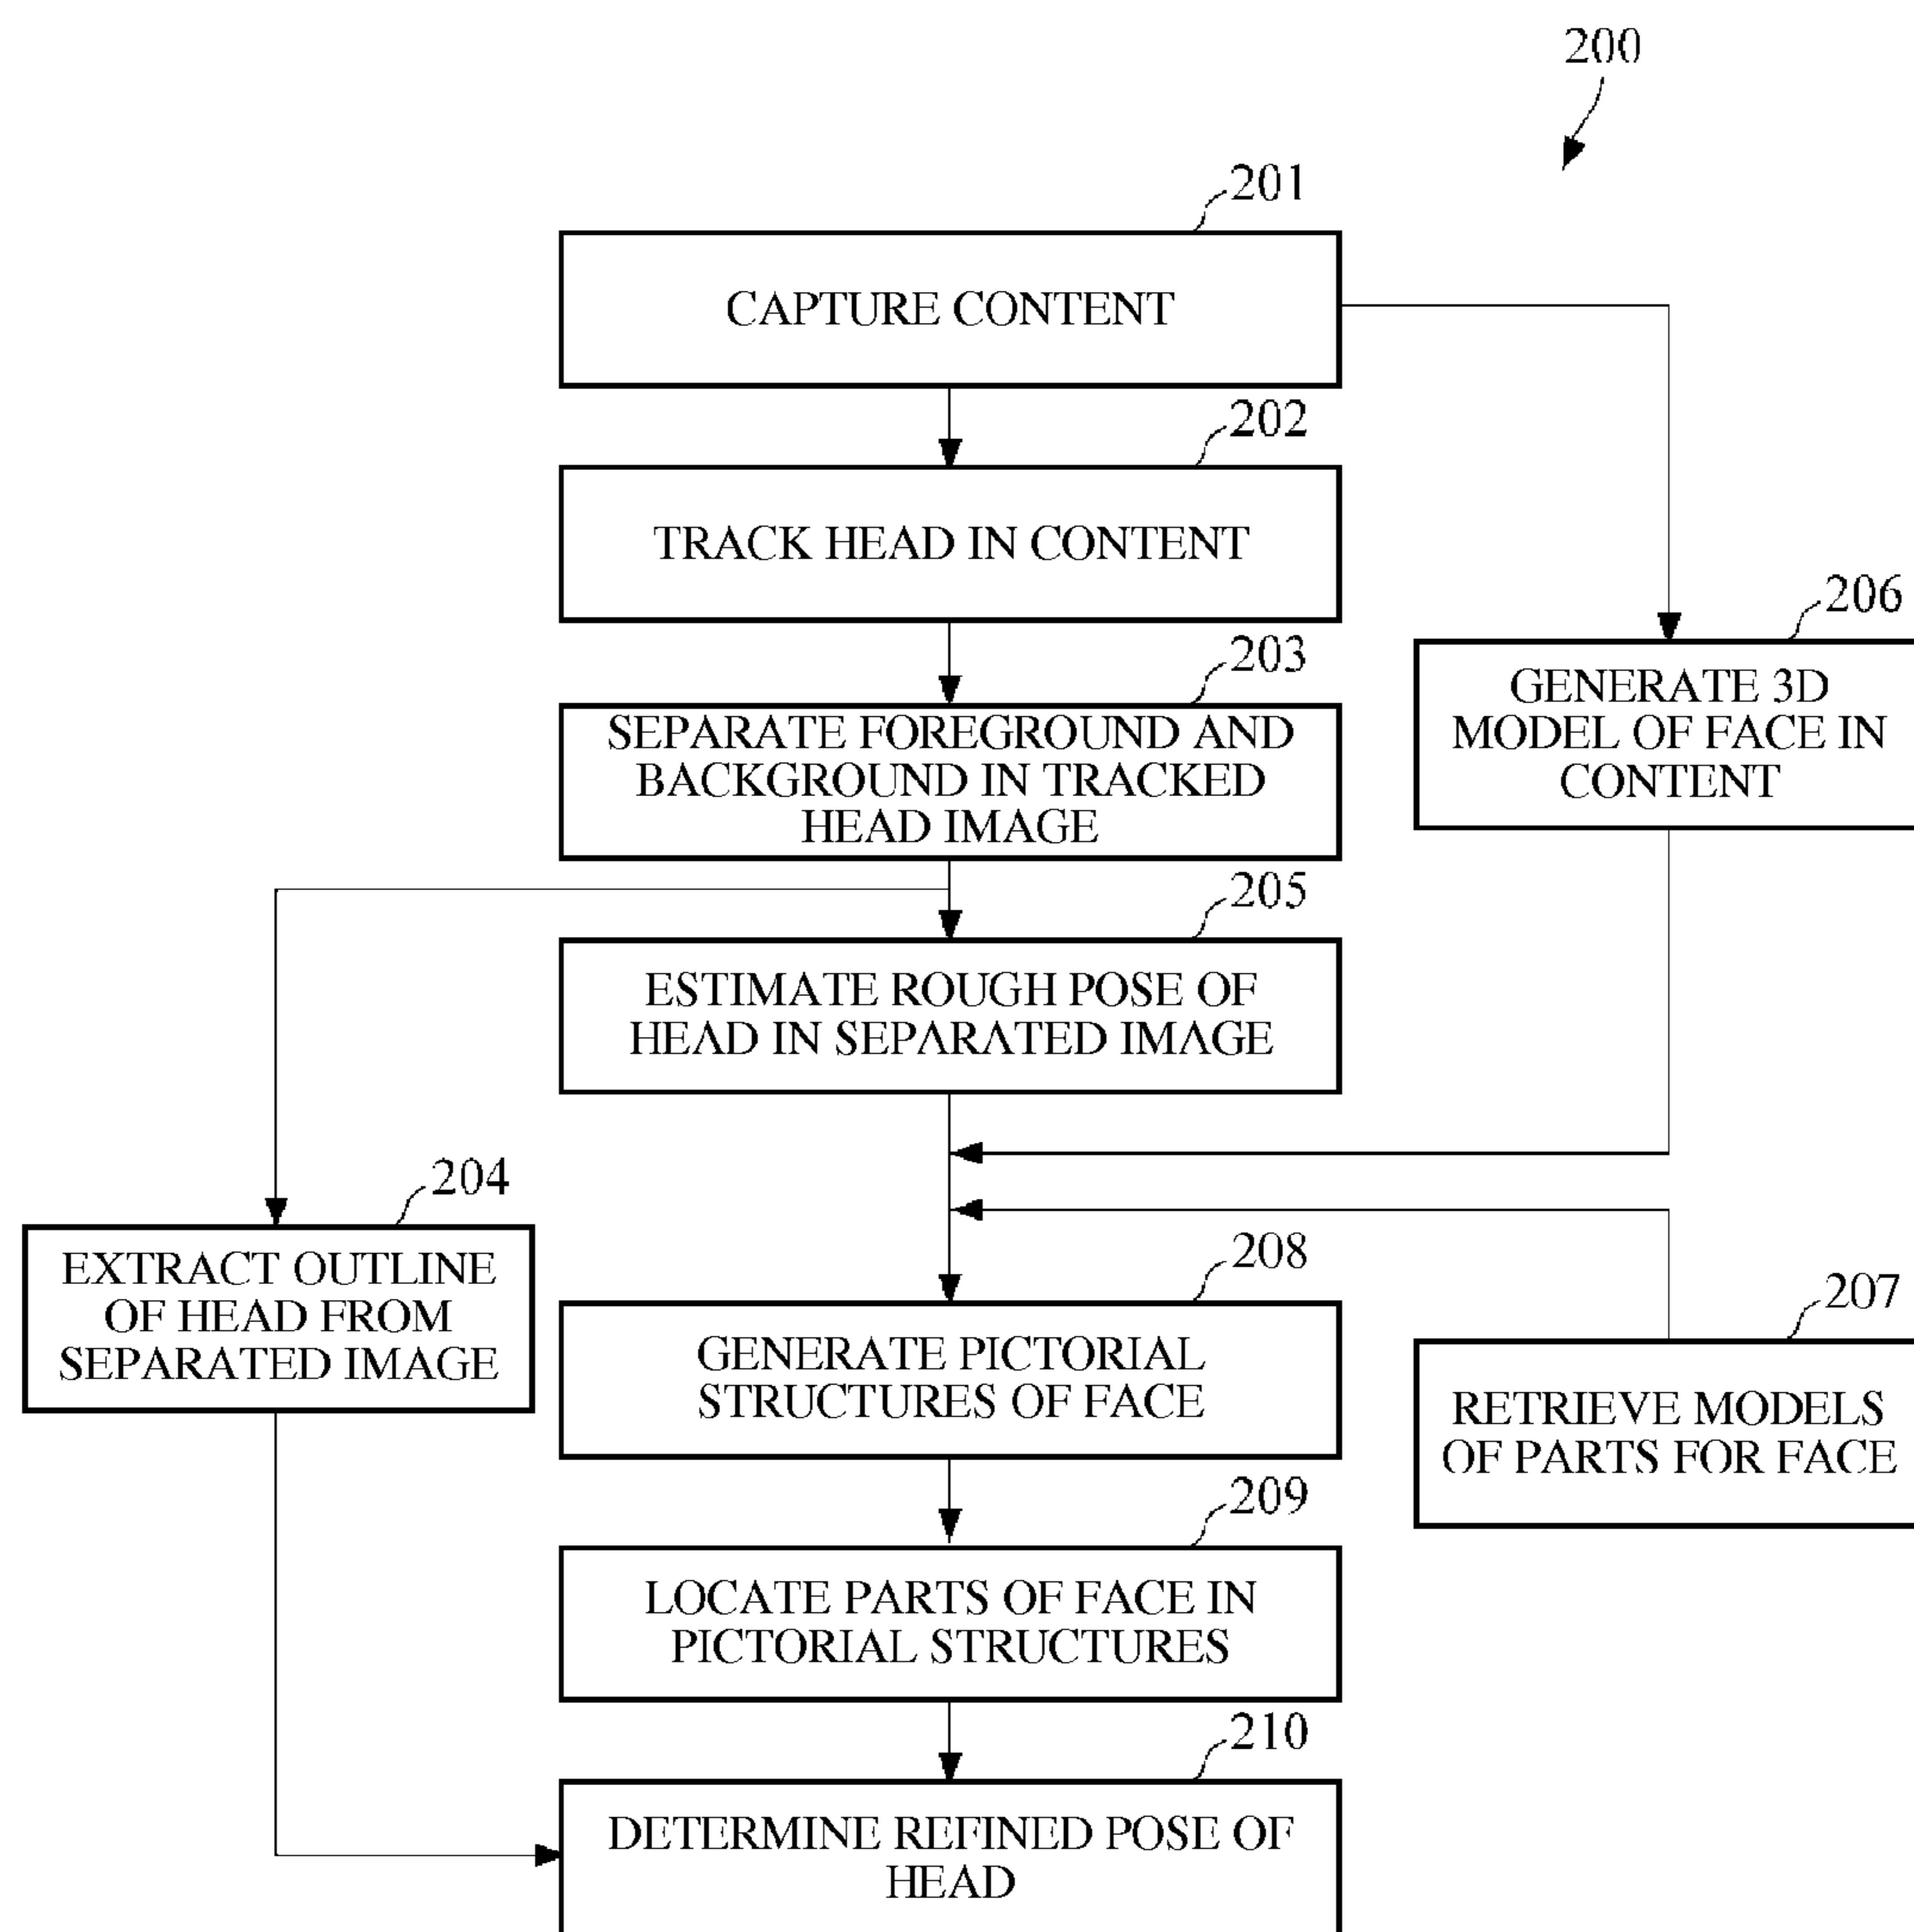 200
201
CAPTURE CONTENT
202
TRACK HEAD IN CONTENT
203
SEPARATE FOREGROUND AND
BACKGROUND IN TRACKED
HEAD IMAGE
206
GENERATE 3D
MODEL OF FACE IN
CONTENT
205
ESTIMATE ROUGH POSE OF
HEAD IN SEPARATED IMAGE
204
EXTRACT OUTLINE
OF HEAD FROM
SEPARATED IMAGE
208
GENERATE PICTORIAL
STRUCTURES OF FACE
207
RETRIEVE MODELS
OF PARTS FOR FACE
209
LOCATE PARTS OF FACE IN
PICTORIAL STRUCTURES
210
DETERMINE REFINED POSE OF
HEAD